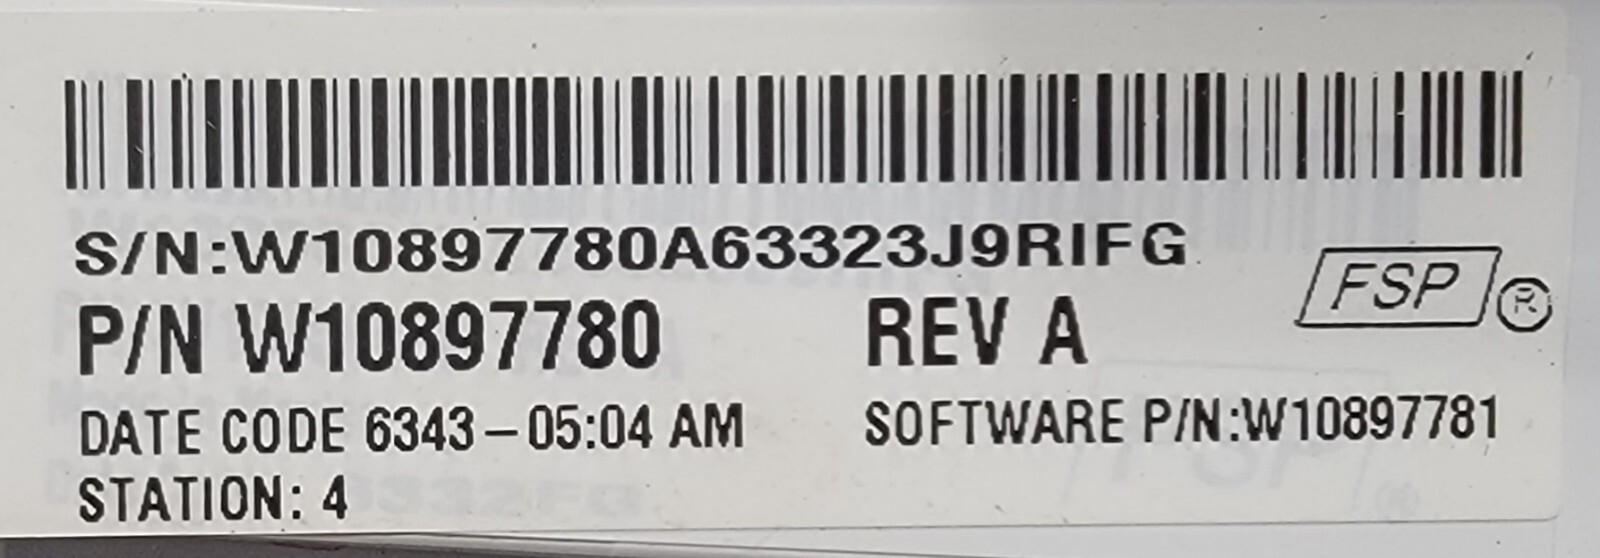 S/N:W10897780A63323J9RIFG
FSP ®
P/N W10897780 REV A
DATE CODE 6343-05:04 AM SOFTWARE P/N:W10897781
STATION: 4